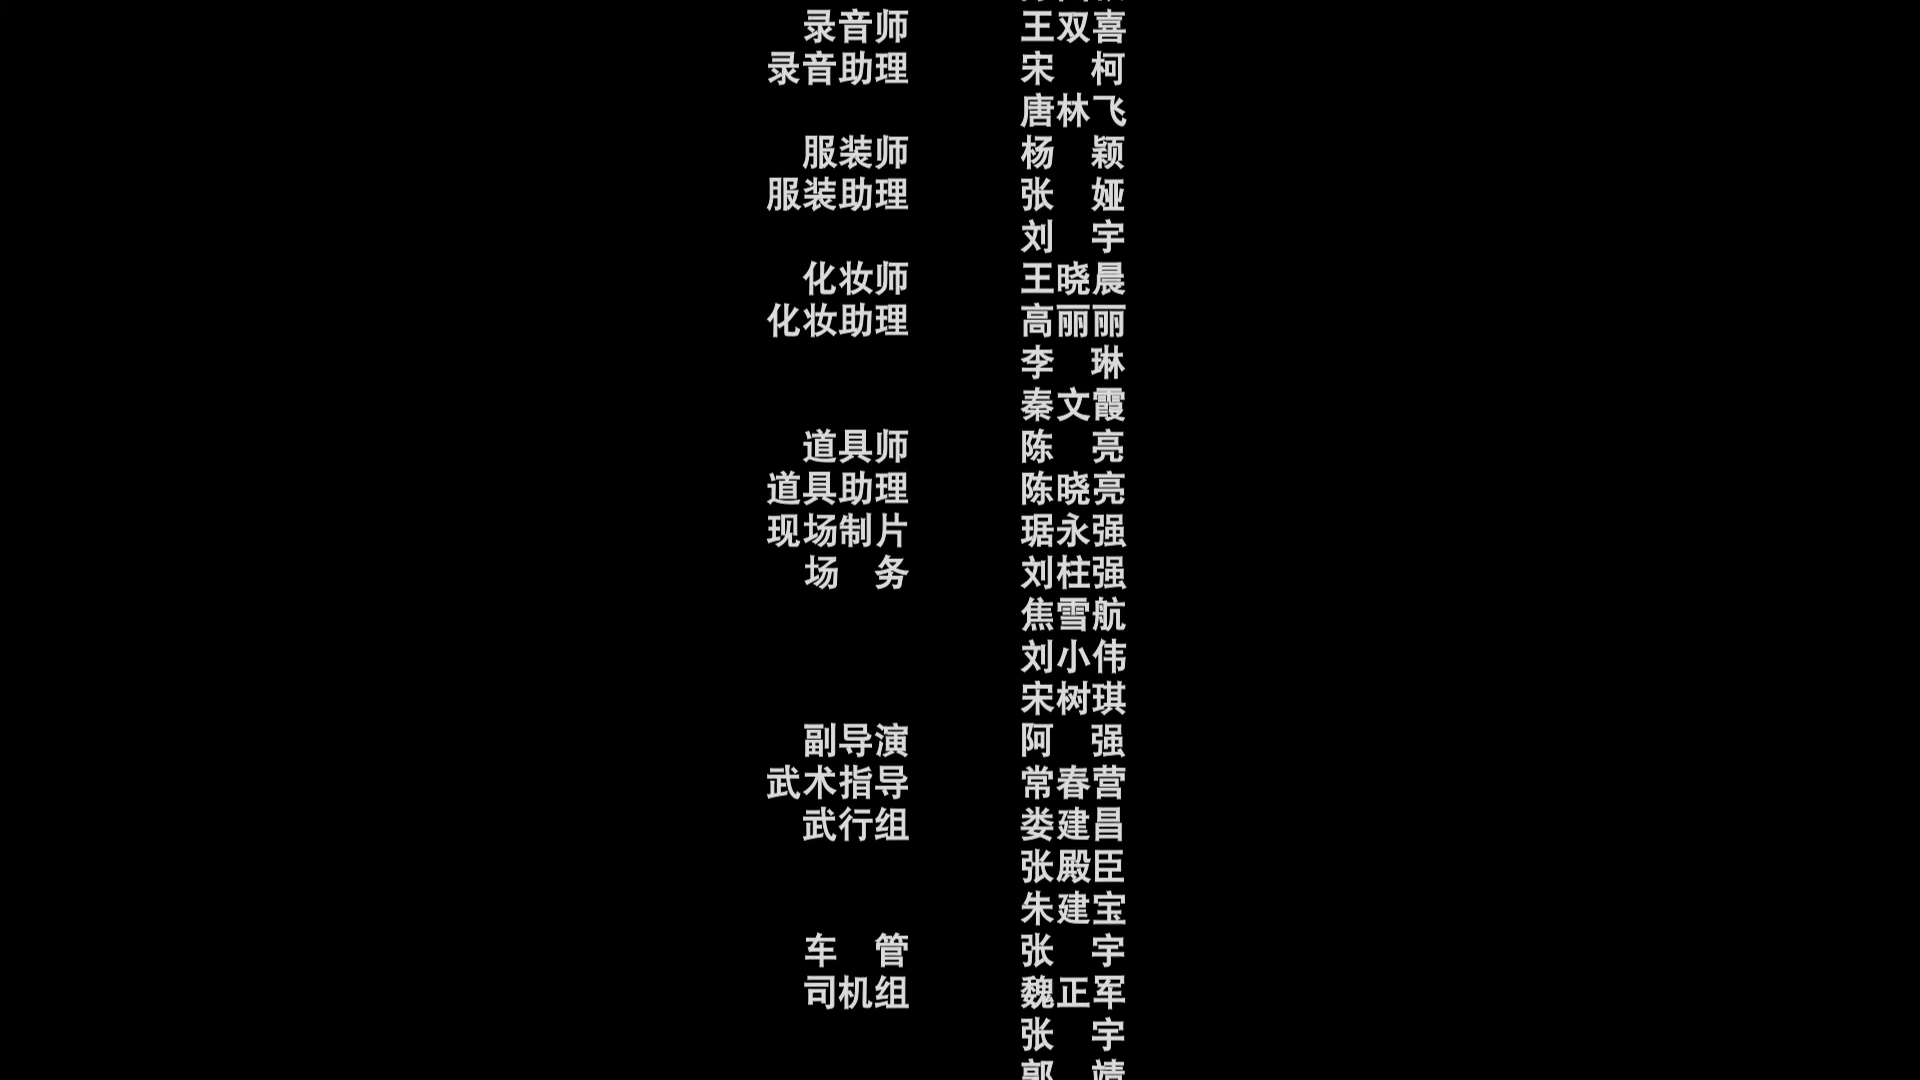 录音师 王双喜
录音助理 宋 柯
唐林飞
服装师 杨 颖
服装助理 张 娅
刘 宇
化妆师 王晓晨
化妆助理 高丽丽
李 琳
秦文霞
道具师 陈 亮
道具助理 陈晓亮
现场制片 琚永强
场 务 刘柱强
焦雪航
刘小伟
宋树琪
副导演 阿 强
武术指导 常春营
武行组 娄建昌
张殿臣
朱建宝
车 管 张 宇
司机组 魏正军
张 宇
郭 靖